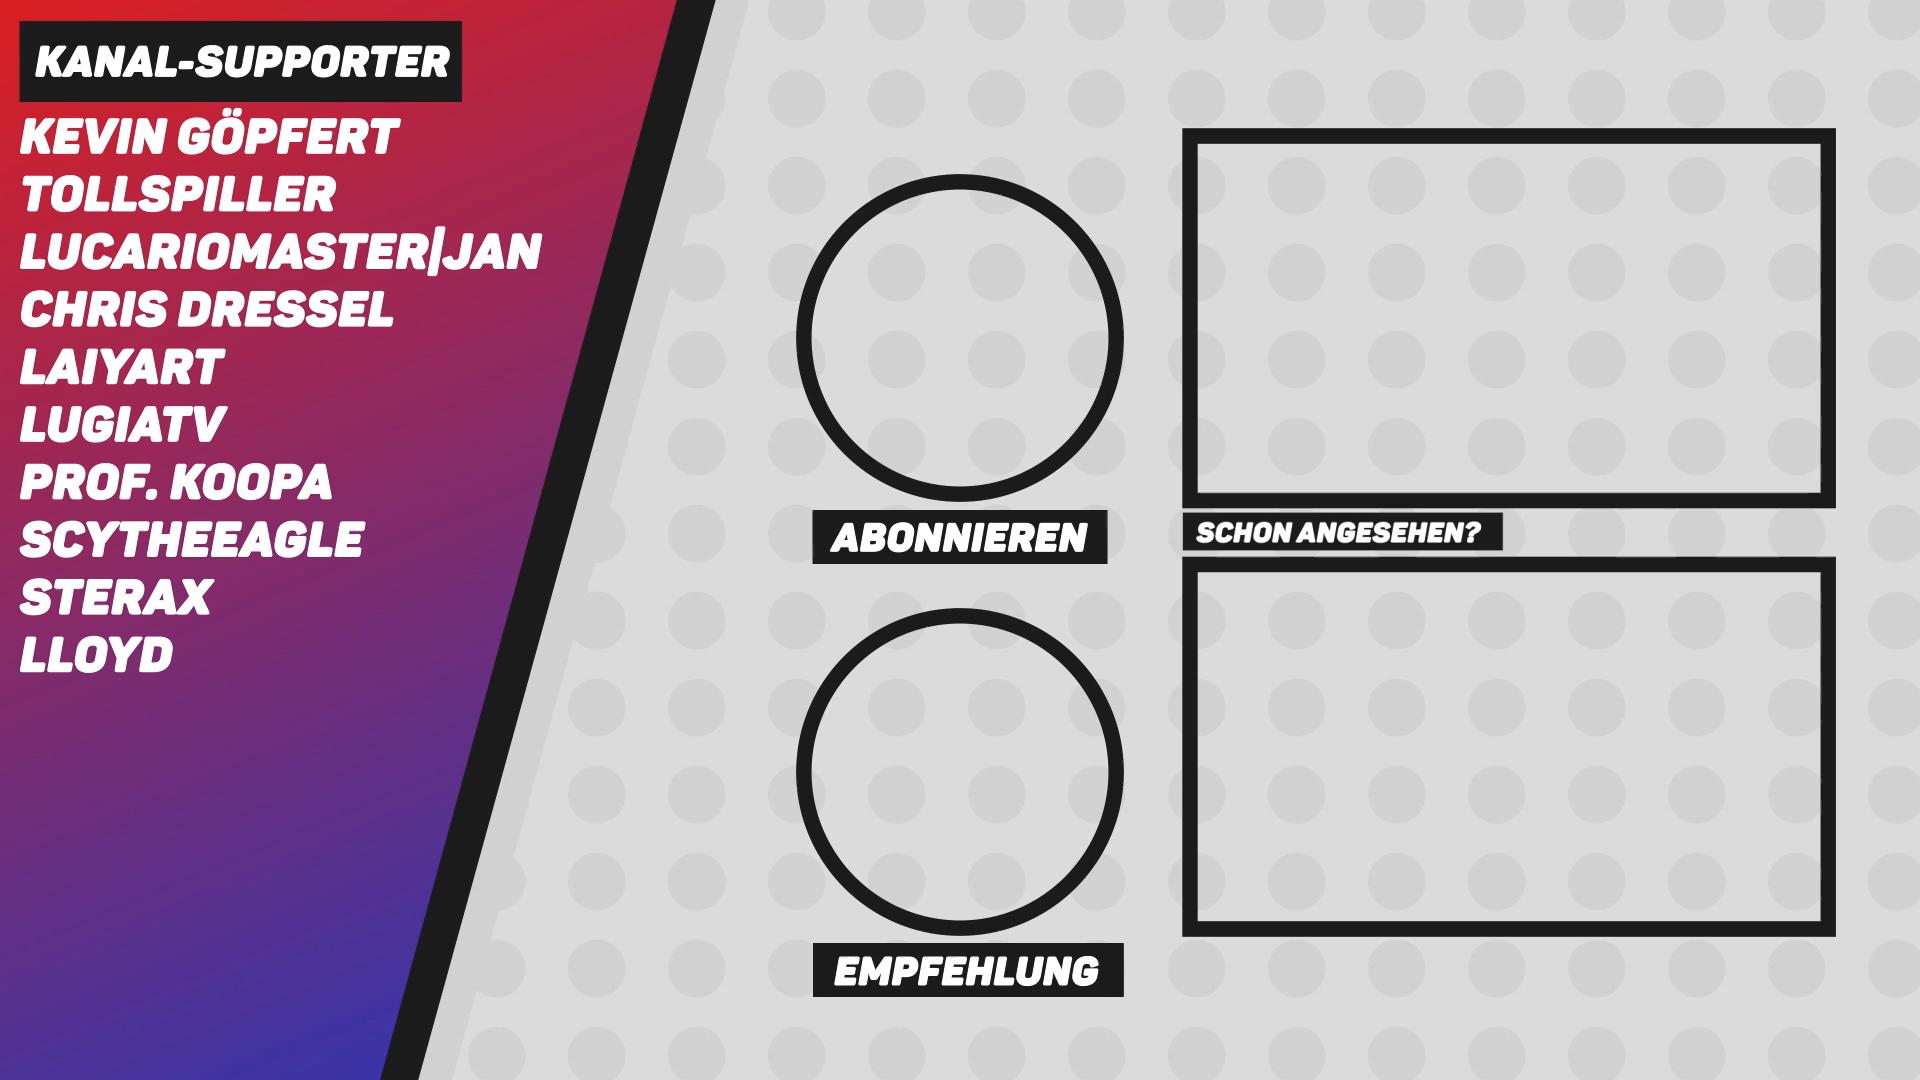 KANAL-SUPPORTER
KEVIN GÖPFERT
TOLLSPILLER
LUCARIOMASTER|JAN
CHRIS DRESSEL
LAIYART
LUGIATV
PROF. KOOPA
SCYTHEEAGLE
STERAX
LLOYD
ABONNIEREN
SCHON ANGESEHEN?
EMPFEHLUNG